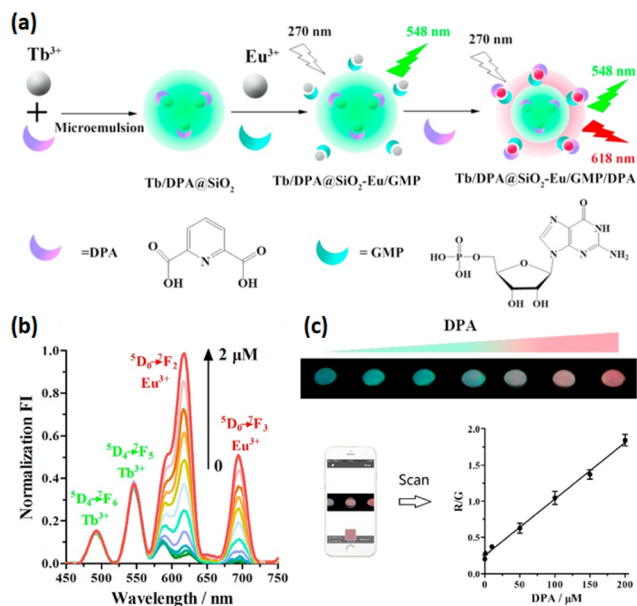 (a)
Tb³⁺
+
Microemulsion
Tb/DPA@SiO₂
Eu³⁺
270 nm
548 nm
Tb/DPA@SiO₂-Eu/GMP
270 nm
548 nm
618 nm
Tb/DPA@SiO₂-Eu/GMP/DPA
=DPA
O
OH
N
O
OH
=GMP
O
HO-P-O
OH
O
OH OH
N
N
N
O
NH
NH₂
(b)
Normalization FI
1.0
0.8
0.6
0.4
0.2
0.0
⁵D₄→⁷F₆
Tb³⁺
⁵D₄→⁷F₅
Tb³⁺
⁵D₀→⁷F₂
Eu³⁺
2 μM
0
⁵D₀→⁷F₃
Eu³⁺
450 500 550 600 650 700 750
Wavelength / nm
(c)
DPA
Scan
R/G
2.0
1.5
1.0
0.5
0.0
0 50 100 150 200
DPA / μM